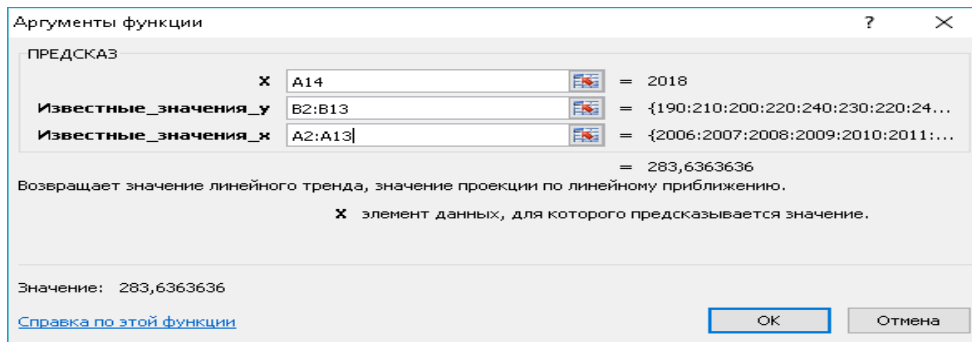 Аргументы функции ? ×
ПРЕДСКАЗ
X A14 = 2018
Известные_значения_y B2:B13 = {190:210:200:220:240:230:220:24...
Известные_значения_x A2:A13 = {2006:2007:2008:2009:2010:2011:...
= 283,6363636
Возвращает значение линейного тренда, значение проекции по линейному приближению.
X элемент данных, для которого предсказывается значение.
Значение: 283,6363636
Справка по этой функции OK Отмена